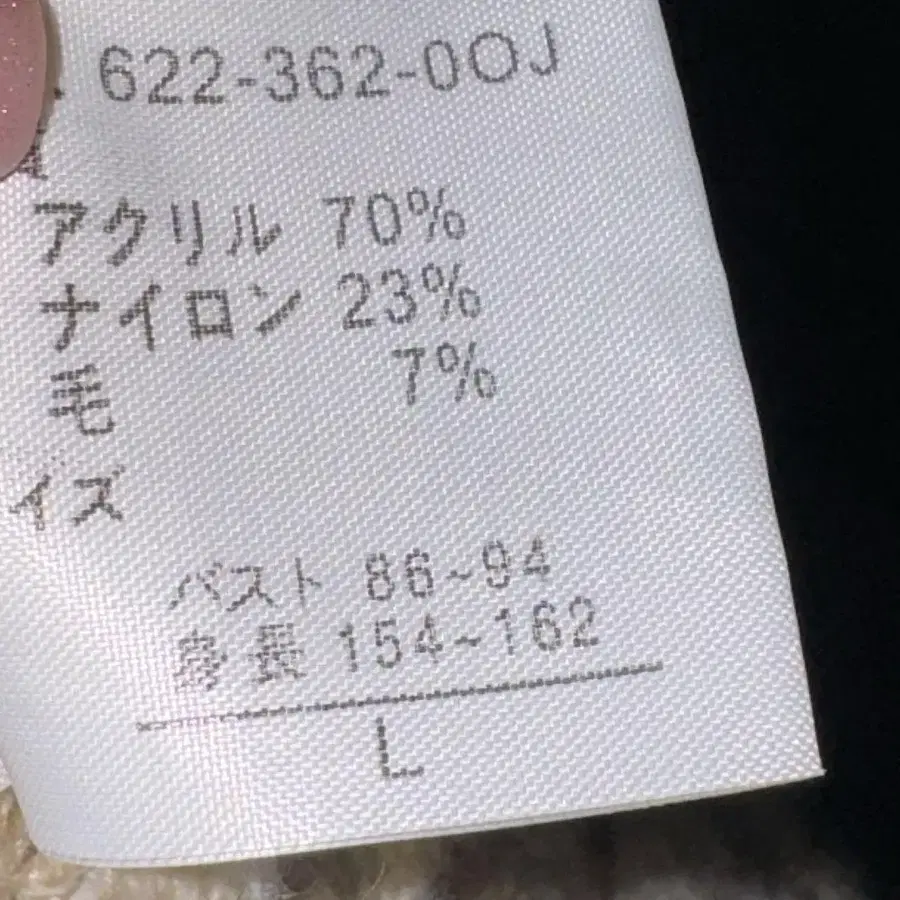 622-362-0OJ
アクリル 70%
ナイロン 23%
毛 7%
イズ
バスト 86~94
身長 154~162
L